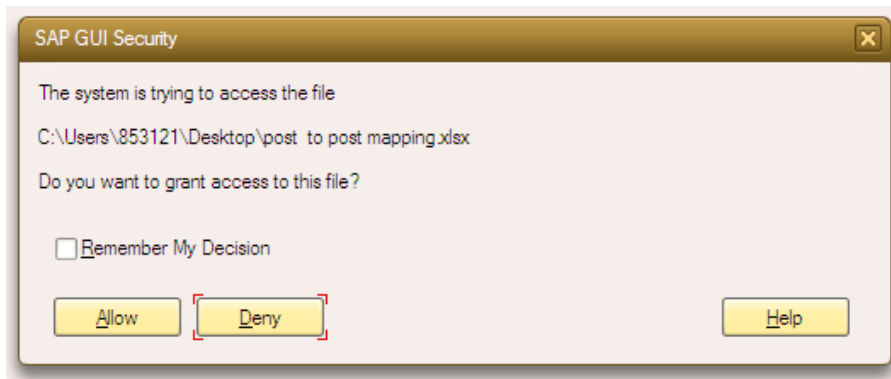 SAP GUI Security
The system is trying to access the file
C:\Users\853121\Desktop\post  to post mapping.xlsx
Do you want to grant access to this file?
Remember My Decision
Allow Deny Help